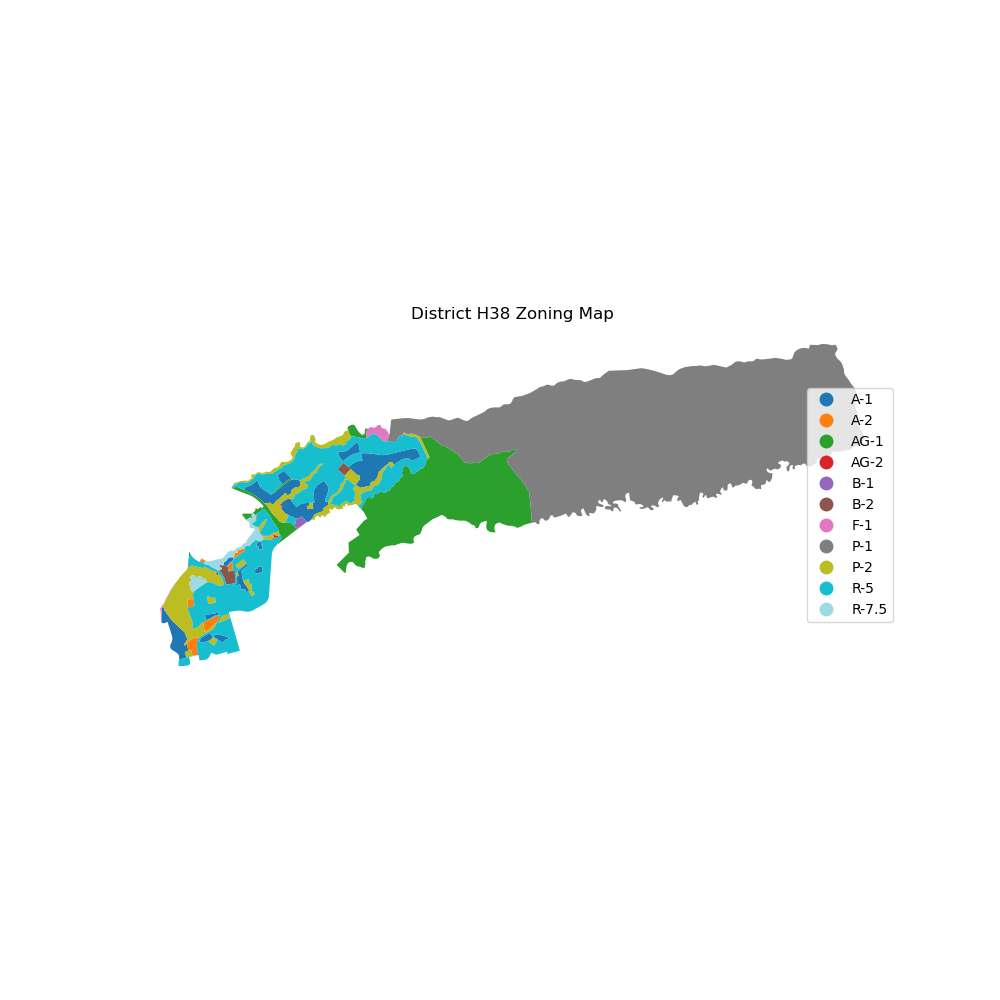 District H38 Zoning Map
A-1
A-2
AG-1
AG-2
B-1
B-2
F-1
P-1
P-2
R-5
R-7.5